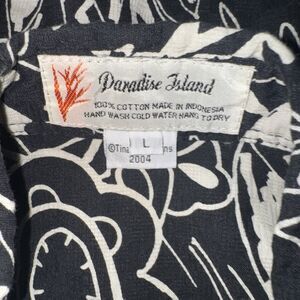 Paradise Island
100% COTTON MADE IN INDONESIA
HAND WASH COLD WATER HANG TO DRY
L
2004